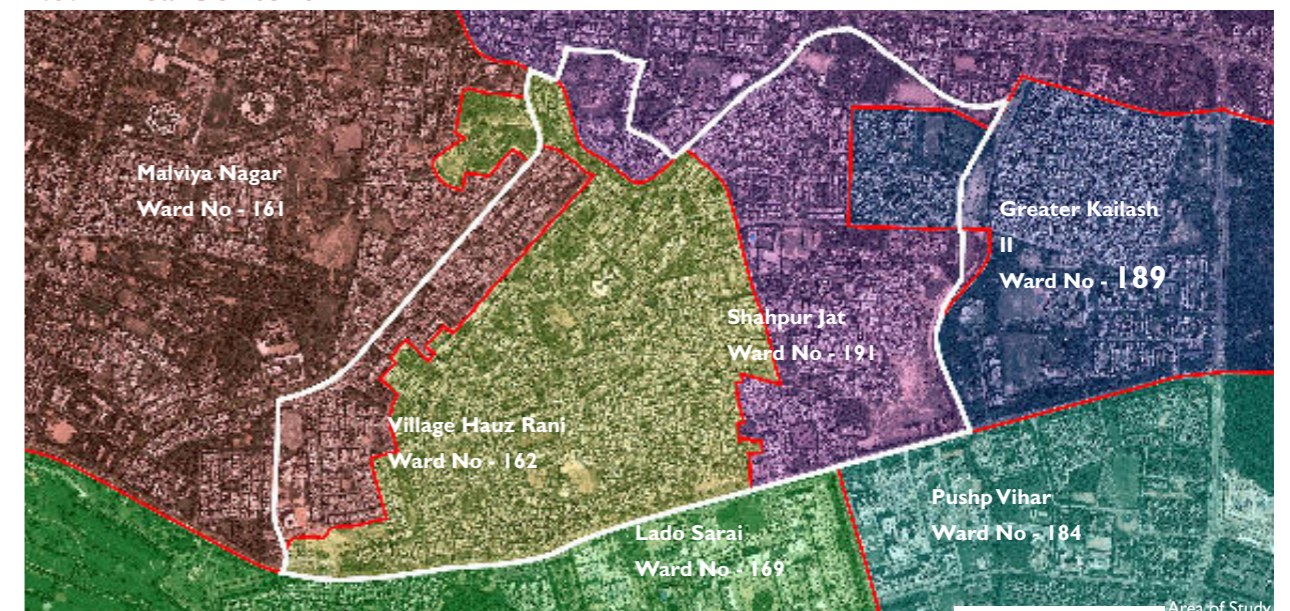 Malviya Nagar
Ward No - 161
Greater Kailash
II
Ward No - 189
Shahpur Jat
Ward No - 191
Village Hauz Rani
Ward No - 162
Pushp Vihar
Ward No - 184
Lado Sarai
Ward No - 169
Area of Study